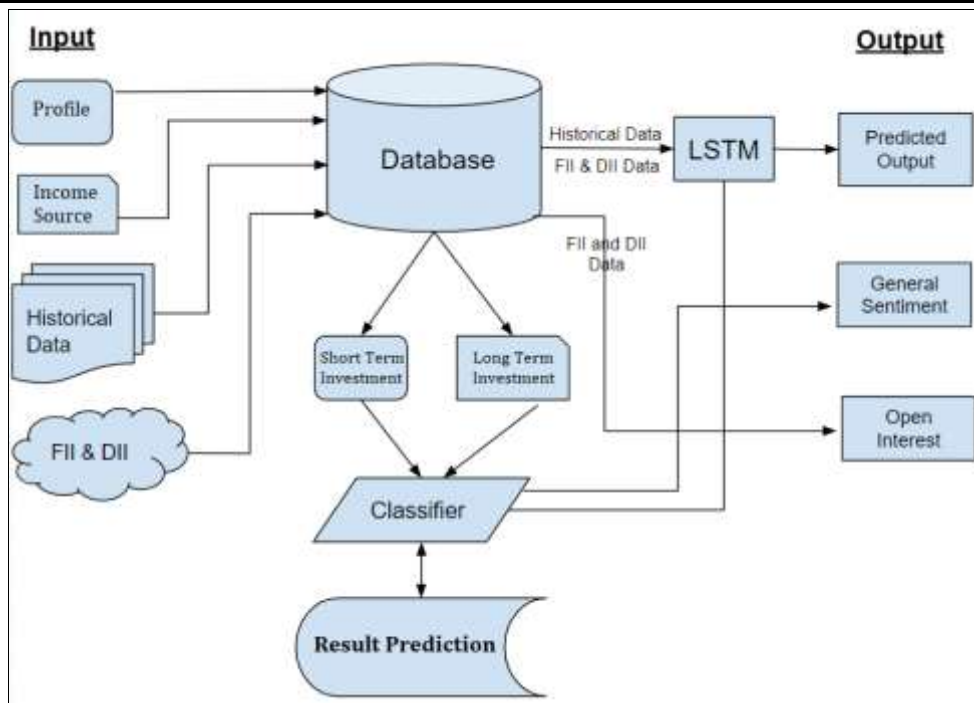 Input
Output
Profile
Income
Source
Historical
Data
FII & DII
Database
Historical Data
FII & DII Data
FII and DII
Data
LSTM
Predicted
Output
General
Sentiment
Open
Interest
Short Term
Investment
Long Term
Investment
Classifier
Result Prediction